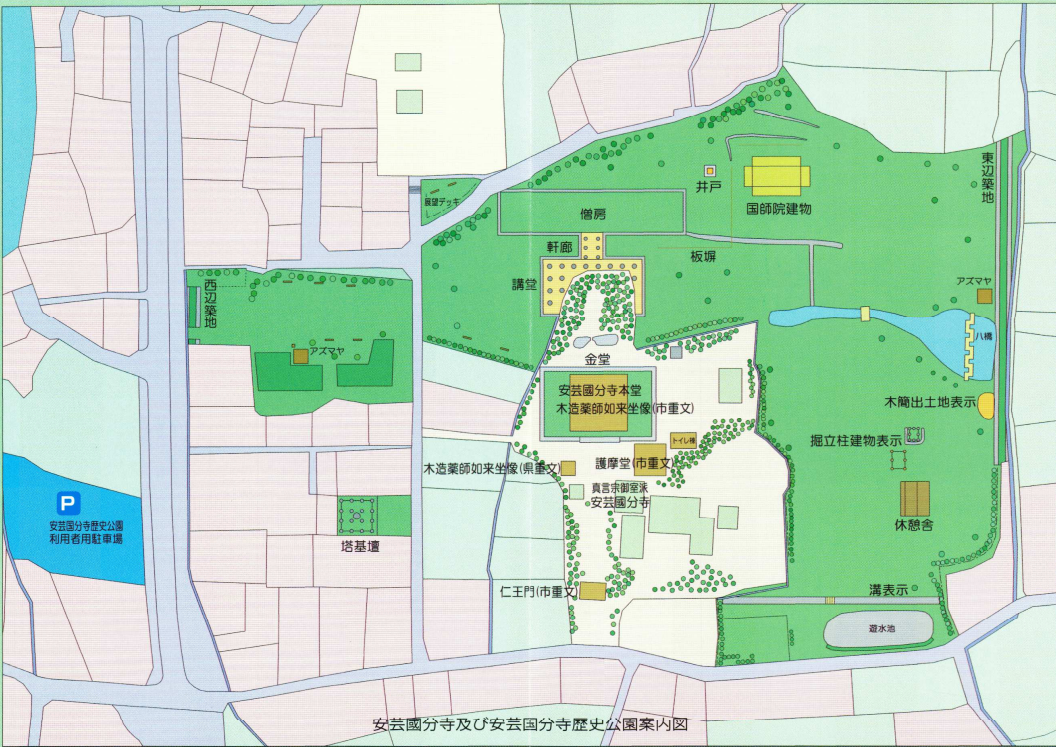 井戸
国師院建物
東辺築地
展望デッキ
僧房
軒廊
板塀
講堂
西辺築地
アズマヤ
アズマヤ
八橋
金堂
安芸國分寺本堂
木造薬師如来坐像(市重文)
木簡出土地表示
トイレ棟
掘立柱建物表示
木造薬師如来坐像(県重文)
護摩堂(市重文)
真言宗御室派
安芸國分寺
P
安芸国分寺歴史公園
利用者用駐車場
休憩舎
塔基壇
仁王門(市重文)
溝表示
遊水池
安芸國分寺及び安芸国分寺歴史公園案内図